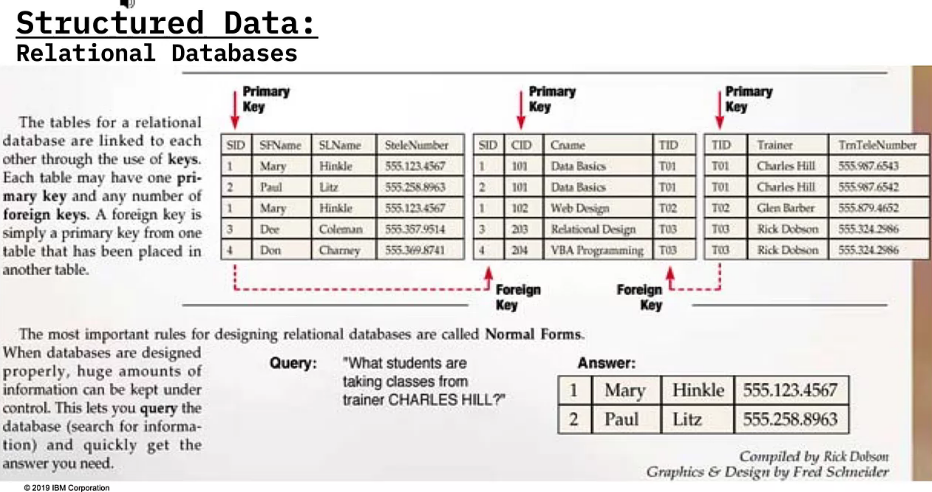 Structured Data:
Relational Databases
The tables for a relational
database are linked to each
other through the use of keys.
Each table may have one pri-
mary key and any number of
foreign keys. A foreign key is
simply a primary key from one
table that has been placed in
another table.
Primary Key
Primary Key
Primary Key
SID SFName SLName SteleNumber
1 Mary Hinkle 555.123.4567
2 Paul Litz 555.258.8963
1 Mary Hinkle 555.123.4567
3 Dee Coleman 555.357.9514
4 Don Charney 555.369.8741
SID CID Cname TID
1 101 Data Basics T01
2 101 Data Basics T01
1 102 Web Design T02
3 203 Relational Design T03
4 204 VBA Programming T03
TID Trainer TrnTeleNumber
T01 Charles Hill 555.987.6543
T01 Charles Hill 555.987.6542
T02 Glen Barber 555.879.4652
T03 Rick Dobson 555.324.2986
T03 Rick Dobson 555.324.2986
Foreign Key
Foreign Key
The most important rules for designing relational databases are called Normal Forms.
When databases are designed
properly, huge amounts of
information can be kept under
control. This lets you query the
database (search for informa-
tion) and quickly get the
answer you need.
Query:
"What students are
taking classes from
trainer CHARLES HILL?"
Answer:
1 Mary Hinkle 555.123.4567
2 Paul Litz 555.258.8963
Compiled by Rick Dobson
Graphics & Design by Fred Schneider
© 2019 IBM Corporation